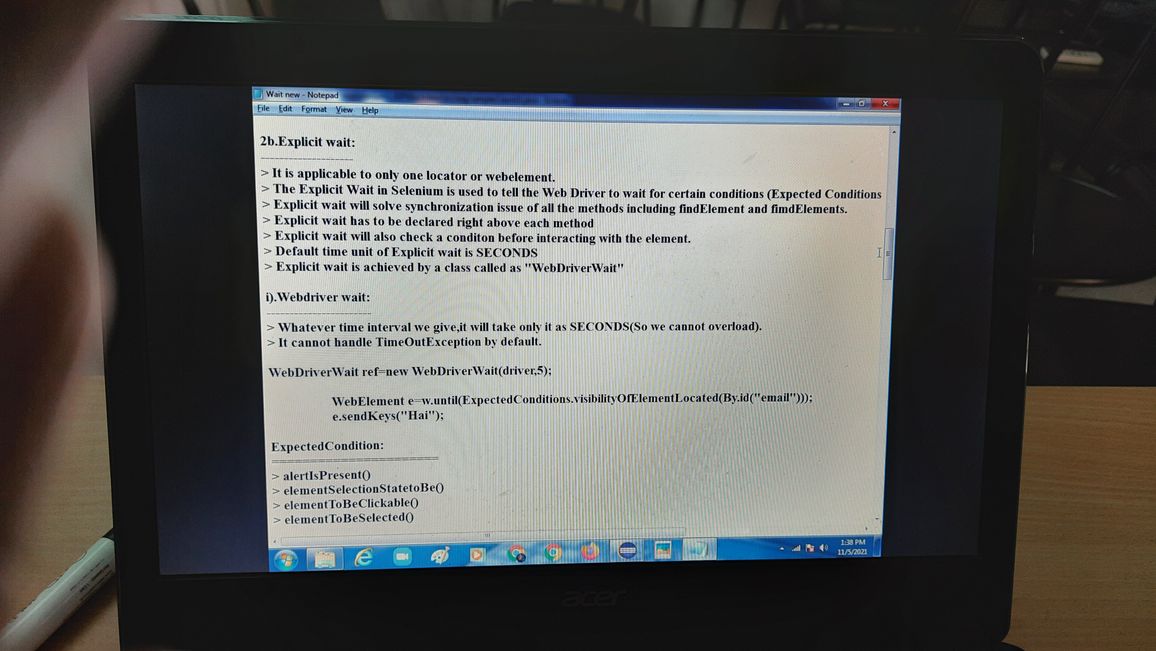 Wait new - Notepad
File Edit Format View Help
2b.Explicit wait:
--------------------
> It is applicable to only one locator or webelement.
> The Explicit Wait in Selenium is used to tell the Web Driver to wait for certain conditions (Expected Conditions
> Explicit wait will solve synchronization issue of all the methods including findElement and fimdElements.
> Explicit wait has to be declared right above each method
> Explicit wait will also check a conditon before interacting with the element.
> Default time unit of Explicit wait is SECONDS
> Explicit wait is achieved by a class called as "WebDriverWait"
i).Webdriver wait:
----------------------
> Whatever time interval we give,it will take only it as SECONDS(So we cannot overload).
> It cannot handle TimeOutException by default.
WebDriverWait ref=new WebDriverWait(driver,5);
WebElement e=w.until(ExpectedConditions.visibilityOfElementLocated(By.id("email")));
e.sendKeys("Hai");
ExpectedCondition:
==========================
> alertIsPresent()
> elementSelectionStatetoBe()
> elementToBeClickable()
> elementToBeSelected()
1:38 PM
11/5/2021
acer